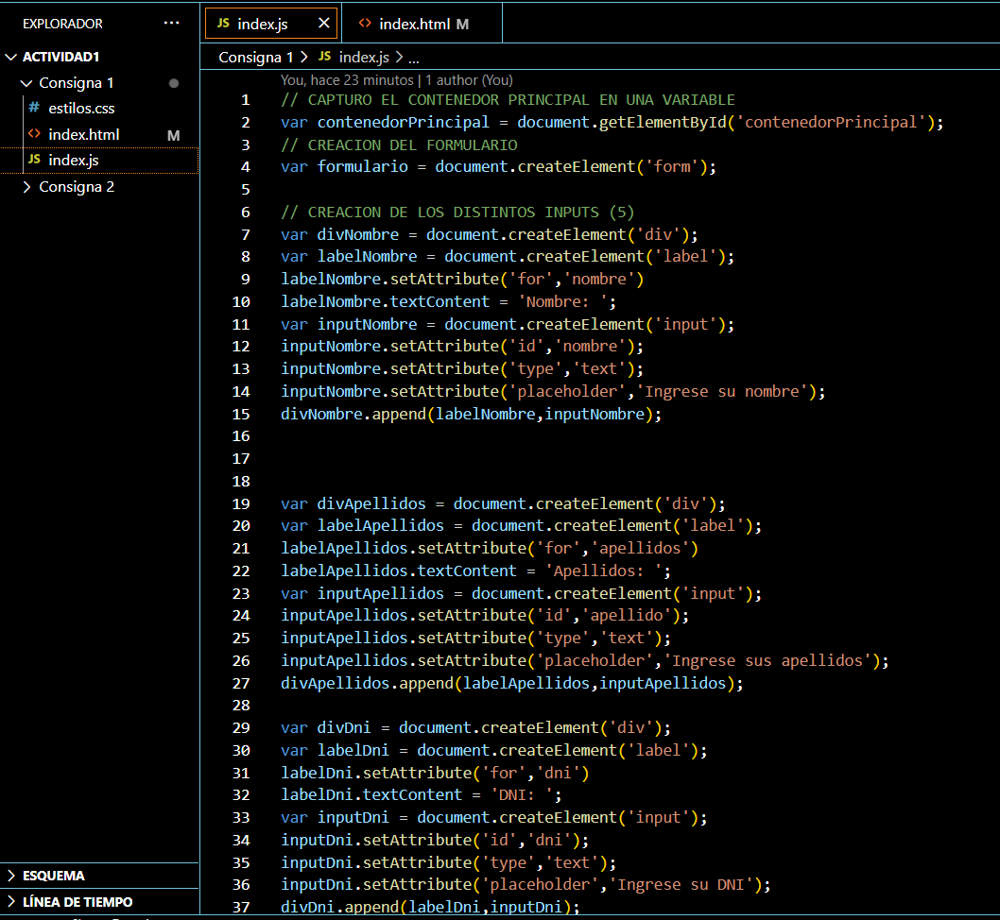 EXPLORADOR ···
ACTIVIDAD1
Consigna 1
# estilos.css
<> index.html M
JS index.js
Consigna 2
ESQUEMA
LÍNEA DE TIEMPO
JS index.js × <> index.html M
Consigna 1 > JS index.js > ...
You, hace 23 minutos | 1 author (You)
1 // CAPTURO EL CONTENEDOR PRINCIPAL EN UNA VARIABLE
2 var contenedorPrincipal = document.getElementById('contenedorPrincipal');
3 // CREACION DEL FORMULARIO
4 var formulario = document.createElement('form');
5
6 // CREACION DE LOS DISTINTOS INPUTS (5)
7 var divNombre = document.createElement('div');
8 var labelNombre = document.createElement('label');
9 labelNombre.setAttribute('for','nombre')
10 labelNombre.textContent = 'Nombre: ';
11 var inputNombre = document.createElement('input');
12 inputNombre.setAttribute('id','nombre');
13 inputNombre.setAttribute('type','text');
14 inputNombre.setAttribute('placeholder','Ingrese su nombre');
15 divNombre.append(labelNombre,inputNombre);
16
17
18
19 var divApellidos = document.createElement('div');
20 var labelApellidos = document.createElement('label');
21 labelApellidos.setAttribute('for','apellidos')
22 labelApellidos.textContent = 'Apellidos: ';
23 var inputApellidos = document.createElement('input');
24 inputApellidos.setAttribute('id','apellido');
25 inputApellidos.setAttribute('type','text');
26 inputApellidos.setAttribute('placeholder','Ingrese sus apellidos');
27 divApellidos.append(labelApellidos,inputApellidos);
28
29 var divDni = document.createElement('div');
30 var labelDni = document.createElement('label');
31 labelDni.setAttribute('for','dni')
32 labelDni.textContent = 'DNI: ';
33 var inputDni = document.createElement('input');
34 inputDni.setAttribute('id','dni');
35 inputDni.setAttribute('type','text');
36 inputDni.setAttribute('placeholder','Ingrese su DNI');
37 divDni.append(labelDni,inputDni);